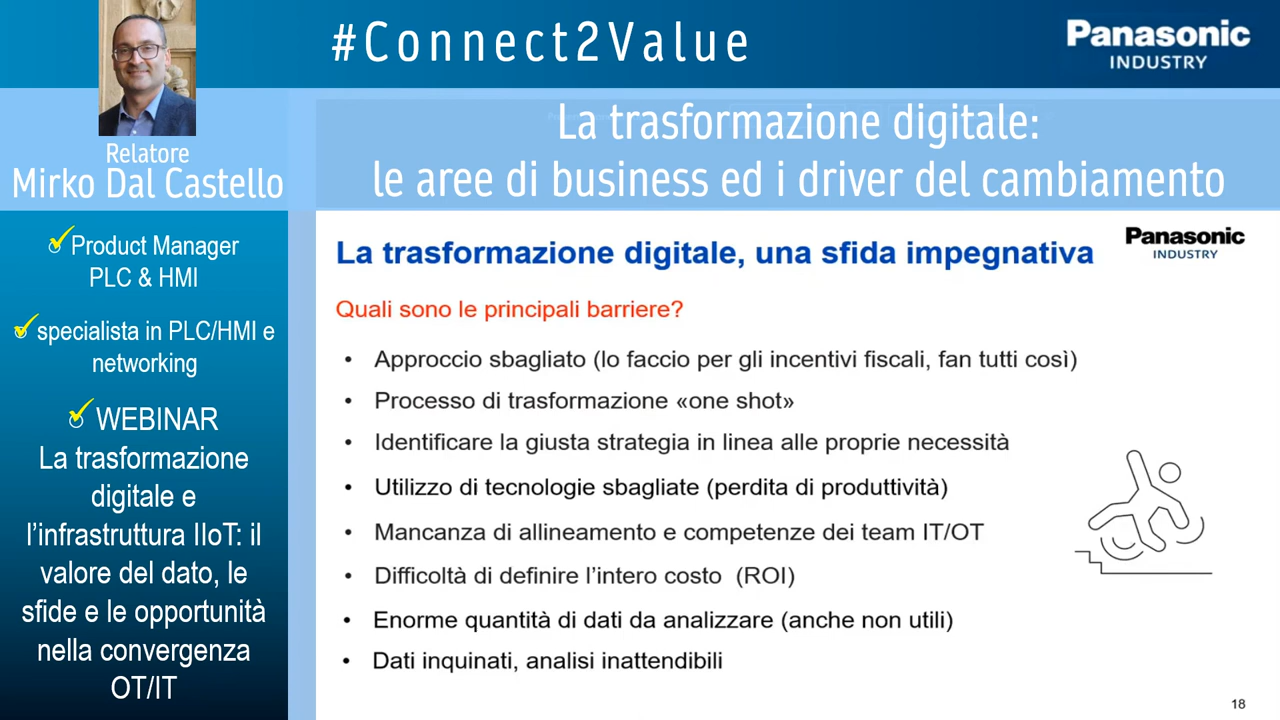 #Connect2Value
Panasonic
INDUSTRY
Relatore
Mirko Dal Castello
La trasformazione digitale:
le aree di business ed i driver del cambiamento
Product Manager
PLC & HMI
specialista in PLC/HMI e
networking
WEBINAR
La trasformazione
digitale e
l’infrastruttura IIoT: il
valore del dato, le
sfide e le opportunità
nella convergenza
OT/IT
La trasformazione digitale, una sfida impegnativa
Panasonic
INDUSTRY
Quali sono le principali barriere?
• Approccio sbagliato (lo faccio per gli incentivi fiscali, fan tutti così)
• Processo di trasformazione «one shot»
• Identificare la giusta strategia in linea alle proprie necessità
• Utilizzo di tecnologie sbagliate (perdita di produttività)
• Mancanza di allineamento e competenze dei team IT/OT
• Difficoltà di definire l’intero costo (ROI)
• Enorme quantità di dati da analizzare (anche non utili)
• Dati inquinati, analisi inattendibili
18